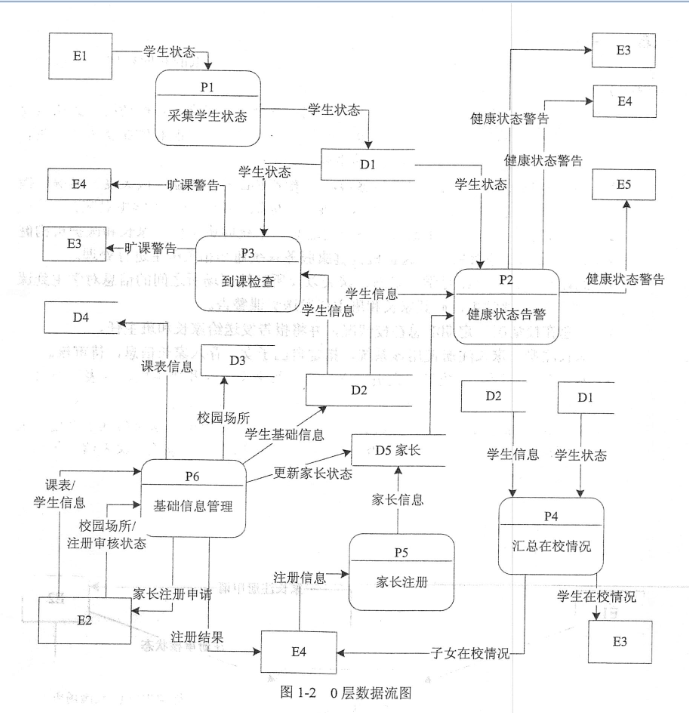 E1
学生状态
P1
采集学生状态
学生状态
D1
E3
健康状态警告
E4
健康状态警告
E5
学生状态
学生状态
E4
旷课警告
E3
旷课警告
P3
到课检查
P2
健康状态告警
健康状态警告
学生信息
学生信息
D4
课表信息
D3
校园场所
D2
学生基础信息
D2
D1
D5 家长
更新家长状态
学生信息
学生状态
课表/
学生信息
P6
基础信息管理
校园场所/
注册审核状态
家长信息
P4
汇总在校情况
P5
家长注册
注册信息
家长注册申请
E2
注册结果
E4
子女在校情况
学生在校情况
E3
图 1-2 0 层数据流图